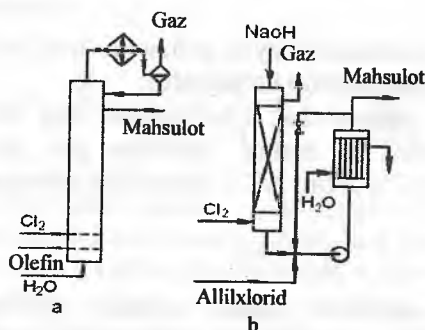 Gaz
Mahsulot
Cl₂
Olefin
H₂O
a
NaoH
Gaz
Mahsulot
Cl₂
H₂O
Allilxlorid
b